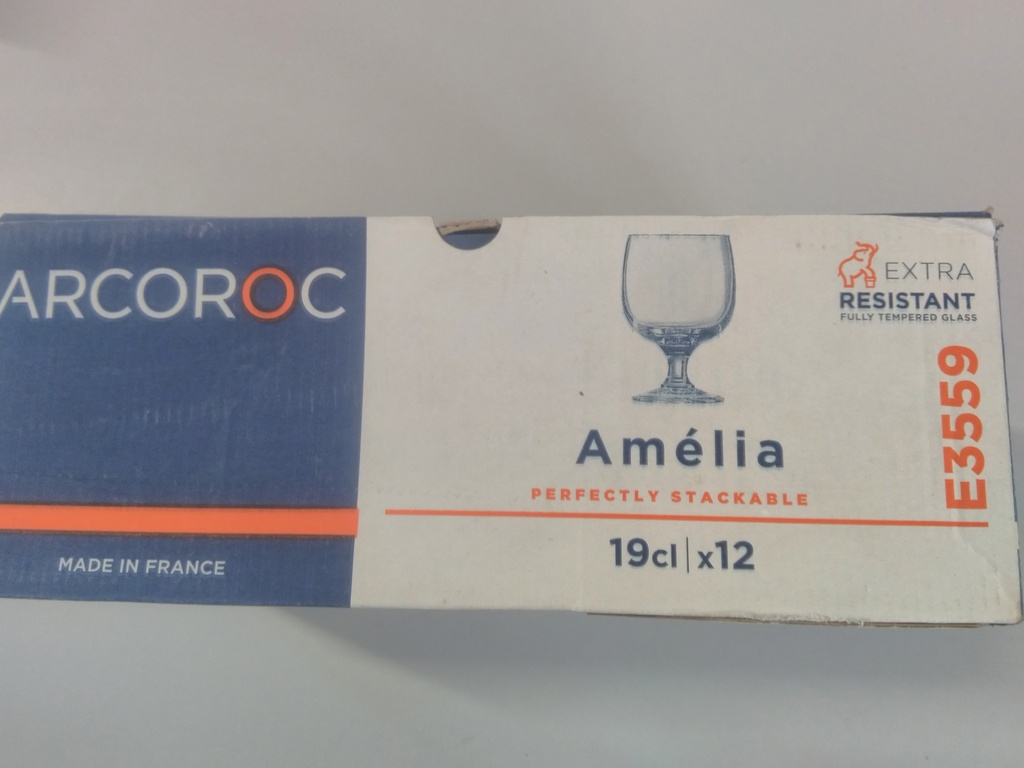 ARCOROC
MADE IN FRANCE
Amélia
PERFECTLY STACKABLE
19cl | x12
EXTRA
RESISTANT
FULLY TEMPERED GLASS
E3559